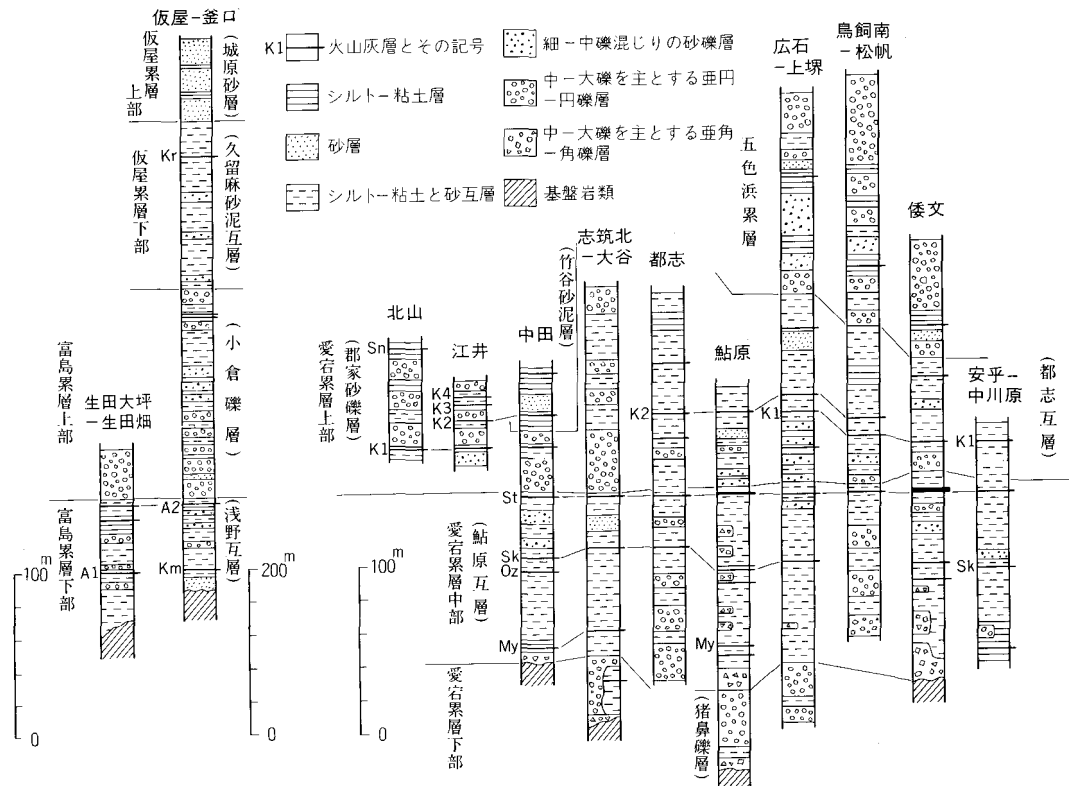 仮屋－釜口
仮屋累層上部
(城原砂層)
Kr
仮屋累層下部
(久留麻砂泥互層)
富島累層上部
(小倉礫層)
生田大坪
－生田畑
A2
富島累層下部
(浅野互層)
A1
Km
100m
0
200m
0
K1
火山灰層とその記号
シルト－粘土層
砂層
シルト－粘土と砂互層
細－中礫混じりの砂礫層
中－大礫を主とする亜円
－円礫層
中－大礫を主とする亜角
－角礫層
基盤岩類
北山
Sn
愛宕累層上部
(郡家砂礫層)
江井
K4
K3
K2
K1
中田
(竹谷砂泥層)
St
Sk
Oz
My
愛宕累層中部
(鮎原互層)
愛宕累層下部
100m
0
志筑北
－大谷
都志
K2
鮎原
My
(猪鼻礫層)
広石
－上堺
五色浜累層
K1
鳥飼南
－松帆
倭文
安乎－
中川原
K1
Sk
(都志互層)